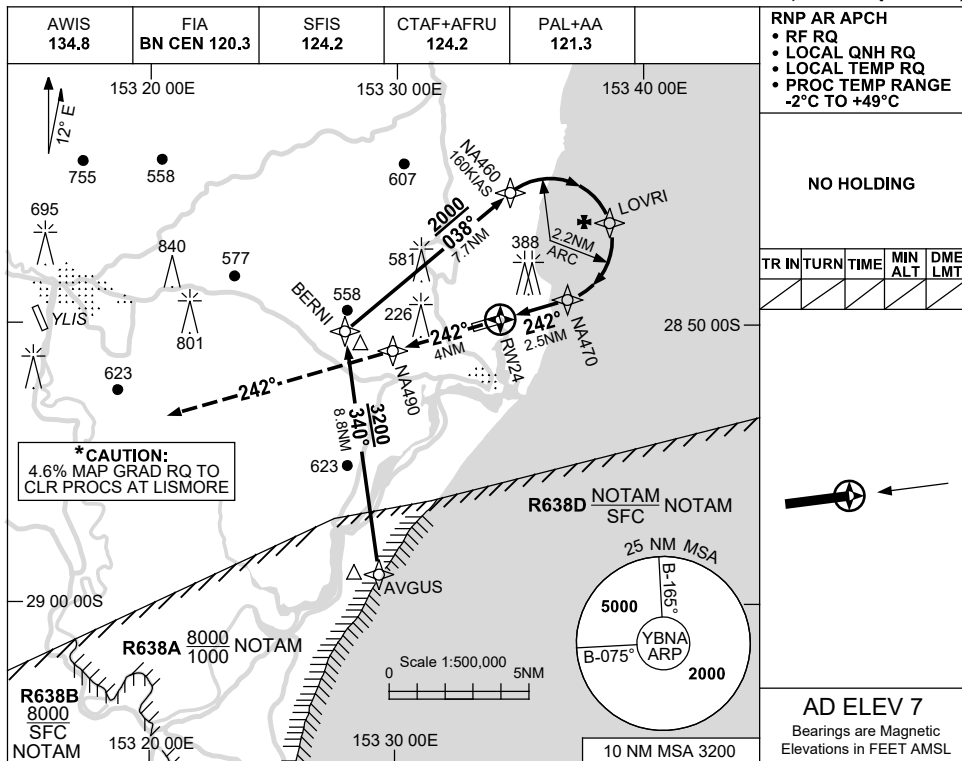 AWIS
134.8
FIA
BN CEN 120.3
SFIS
124.2
CTAF+AFRU
124.2
PAL+AA
121.3
RNP AR APCH
• RF RQ
• LOCAL QNH RQ
• LOCAL TEMP RQ
• PROC TEMP RANGE
-2°C TO +49°C
NO HOLDING
TR IN
TURN
TIME
MIN ALT
DME LMT
153 20 00E
153 30 00E
153 40 00E
12° E
755
558
607
NA460
160KIAS
LOVRI
695
840
577
2000
038°
7.7NM
581
388
2.2NM
ARC
BERNI
558
226
YLIS
801
242°
4NM
242°
2.5NM
RW24
NA470
28 50 00S
623
242°
NA490
3200
340°
8.8NM
*CAUTION:
4.6% MAP GRAD RQ TO
CLR PROCS AT LISMORE
623
R638D NOTAM
SFC
NOTAM
25 NM MSA
B-165°
5000
YBNA
ARP
B-075°
2000
AVGUS
29 00 00S
R638A 8000
1000
NOTAM
R638B
8000
SFC
NOTAM
Scale 1:500,000
0
5NM
153 20 00E
153 30 00E
10 NM MSA 3200
AD ELEV 7
Bearings are Magnetic
Elevations in FEET AMSL